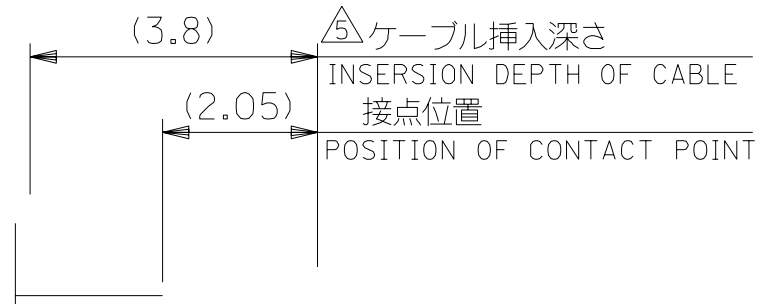 (3.8)
5 ケーブル挿入深さ
INSERSION DEPTH OF CABLE
(2.05)
接点位置
POSITION OF CONTACT POINT